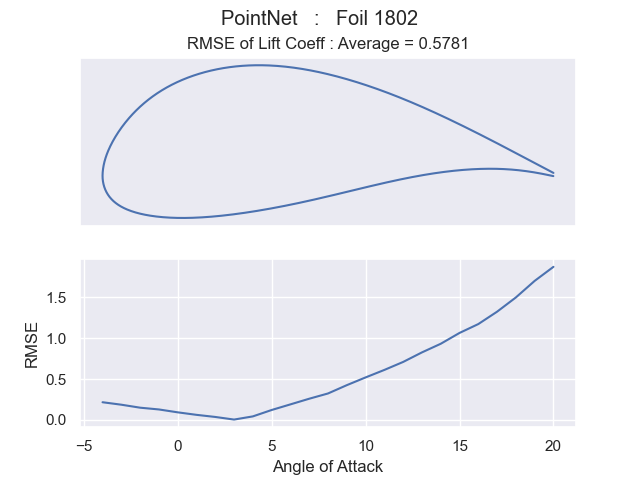 PointNet : Foil 1802
RMSE of Lift Coeff : Average = 0.5781
1.5
1.0
0.5
0.0
RMSE
−5
0
5
10
15
20
Angle of Attack